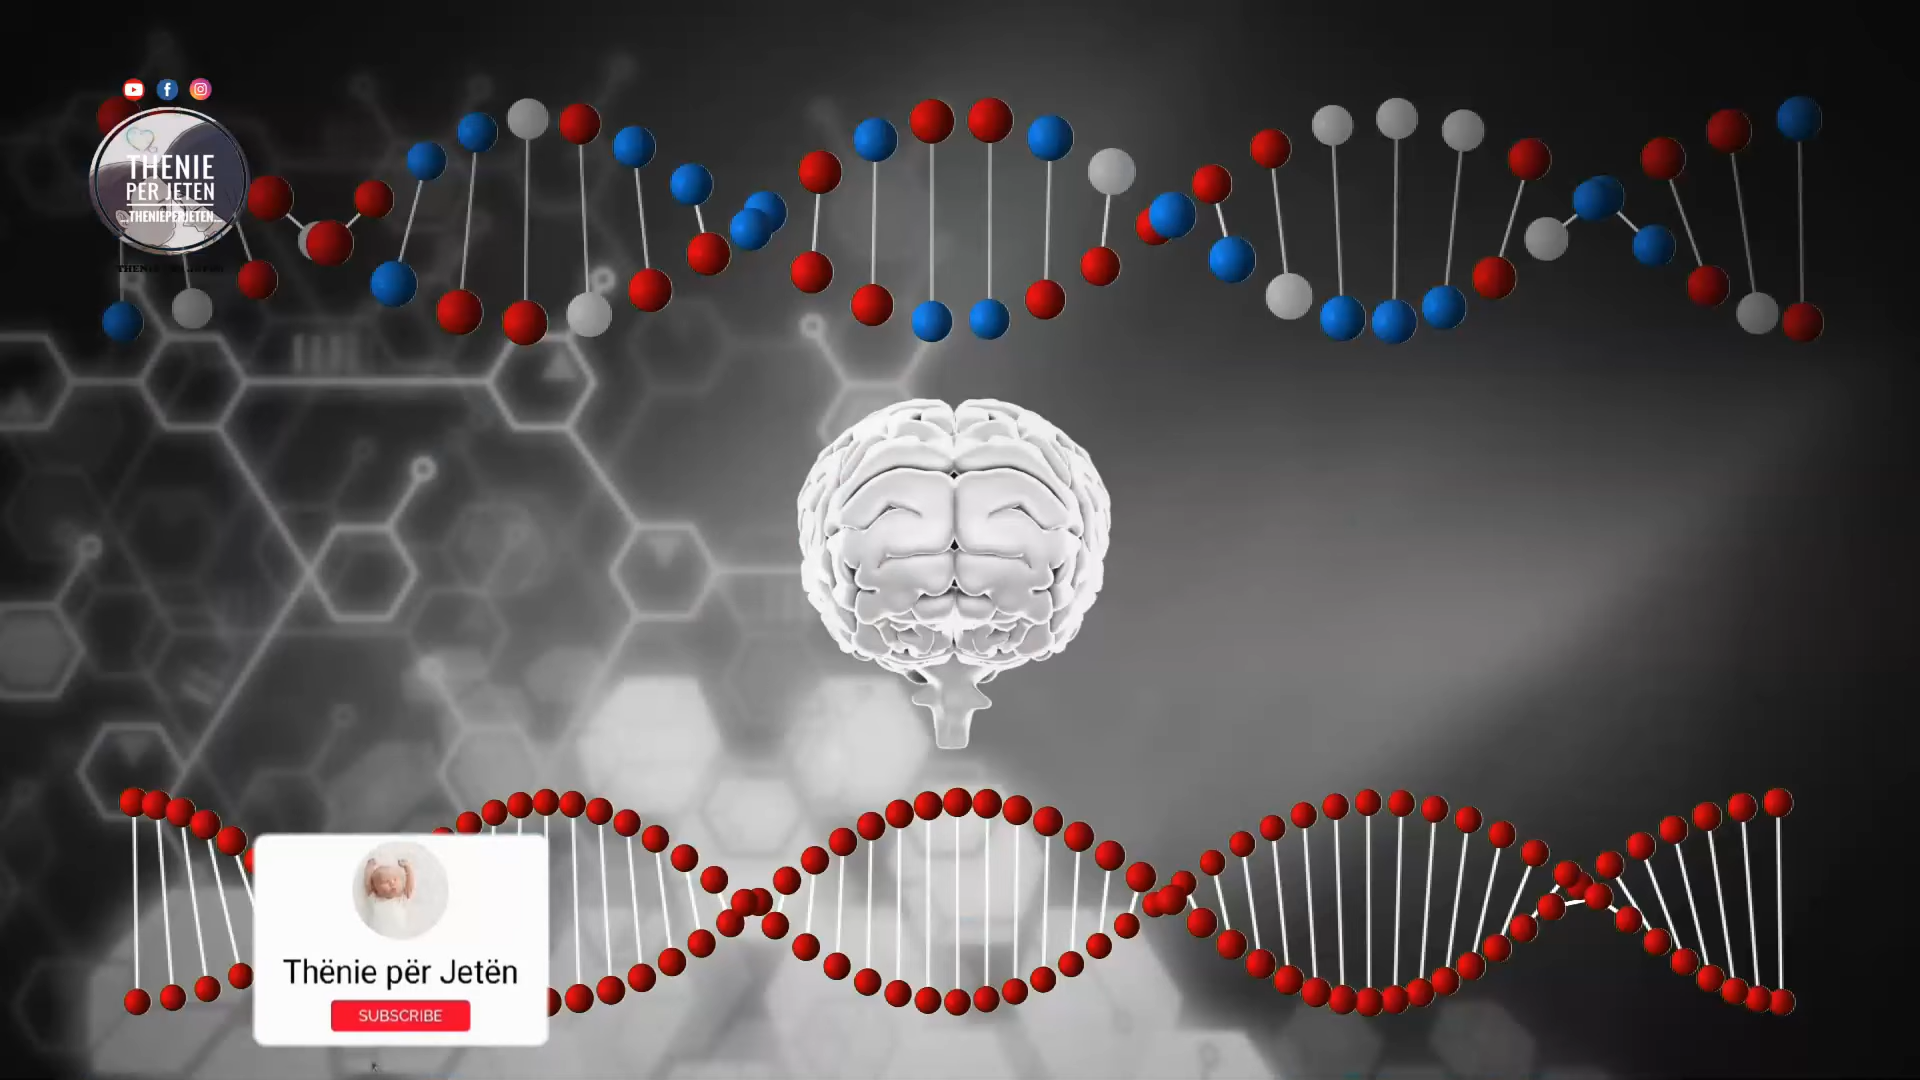 THENIE
PER JETEN
...THENIEPERJETEN...
Thënie për Jetën
SUBSCRIBE